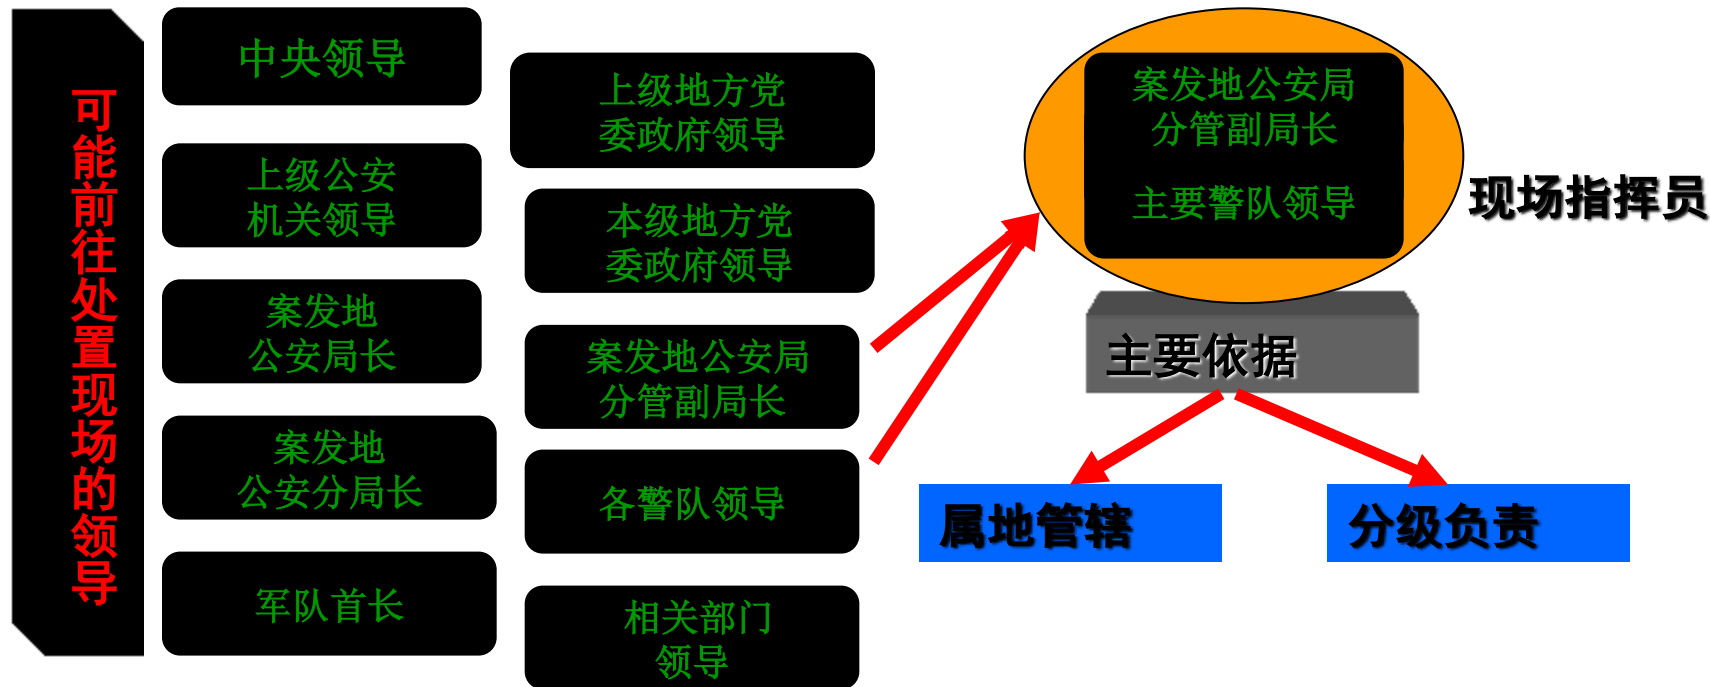 可能前往处置现场的领导
中央领导
上级公安
机关领导
案发地
公安局长
案发地
公安分局长
军队首长
上级地方党
委政府领导
本级地方党
委政府领导
案发地公安局
分管副局长
各警队领导
相关部门
领导
案发地公安局
分管副局长
主要警队领导
现场指挥员
主要依据
属地管辖
分级负责